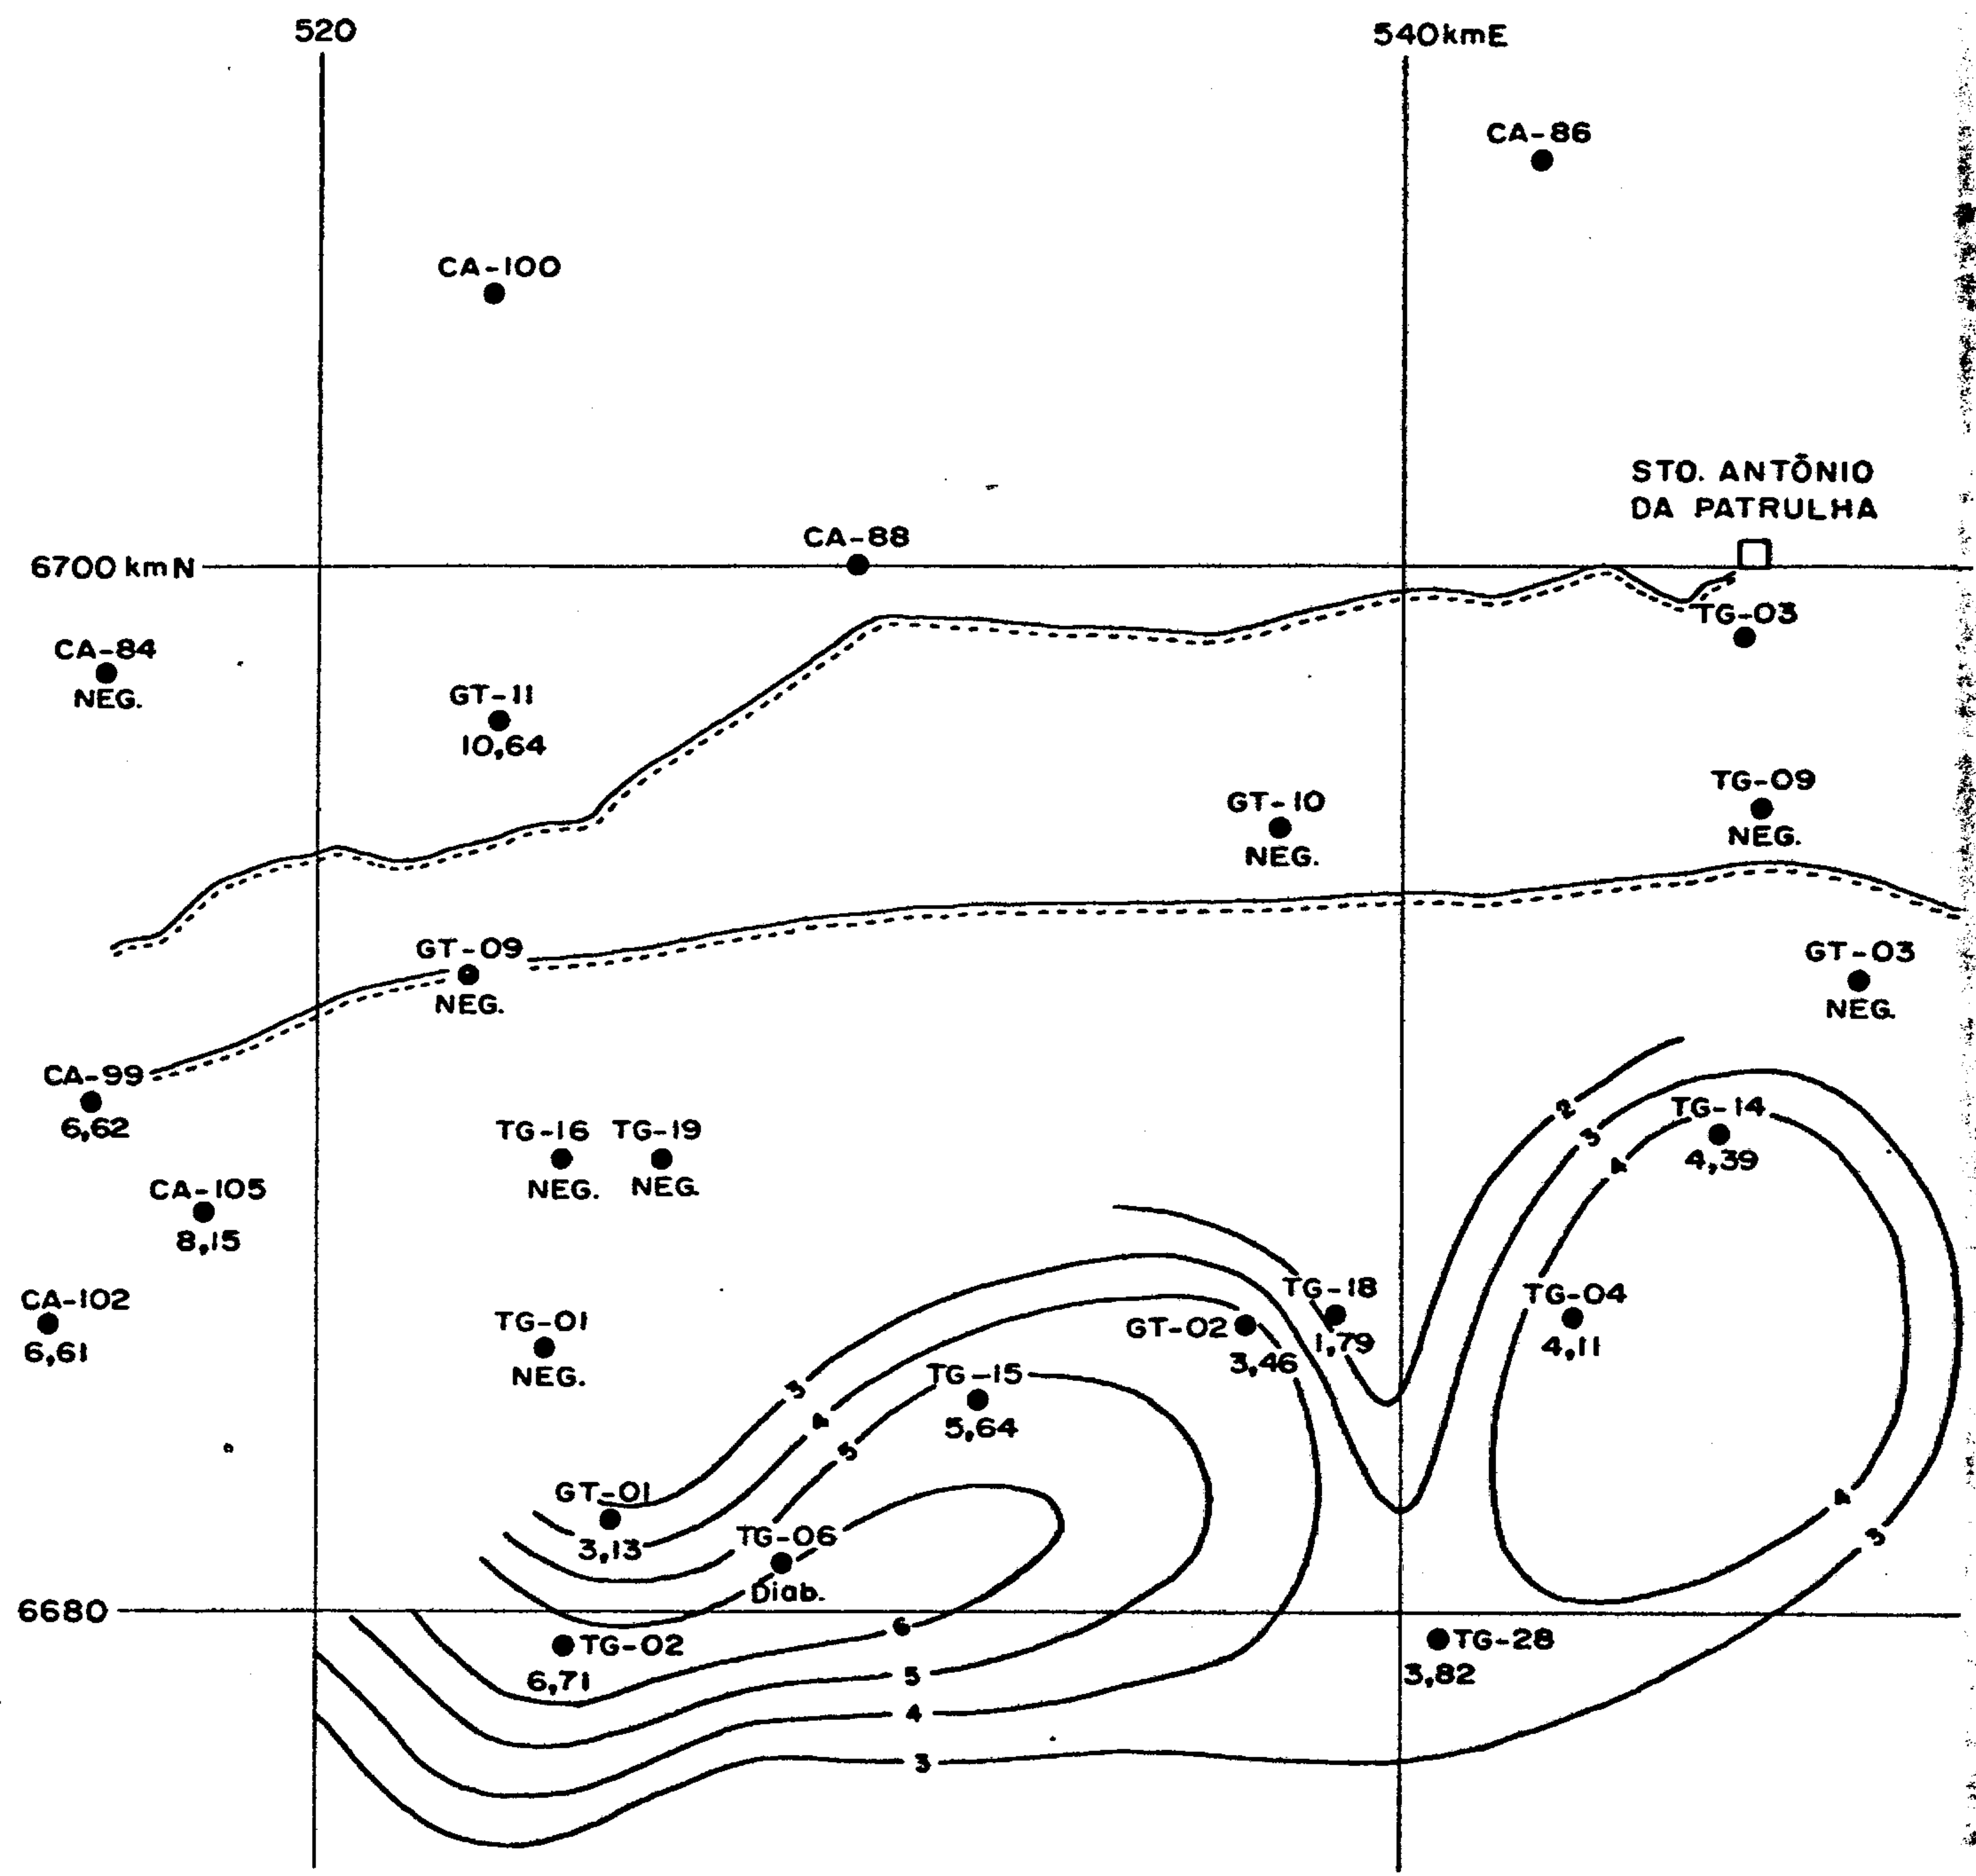 520
540kmE
CA-86
CA-100
STO. ANTÔNIO
DA PATRULHA
CA-88
6700 kmN
TG-03
CA-84
NEG.
GT-11
10,64
TG-09
NEG.
GT-10
NEG.
GT-09
NEG.
GT-03
NEG.
CA-99
6,62
TG-16
NEG.
TG-19
NEG.
2
3
4
TG-14
4,39
CA-105
8,15
CA-102
6,61
TG-01
NEG.
TG-18
1,79
GT-02
3,46
TG-04
4,11
3
4
5
TG-15
5,64
GT-01
3,13
TG-06
Diab.
4
3
6680
TG-02
6,71
6
5
4
3
TG-28
3,82